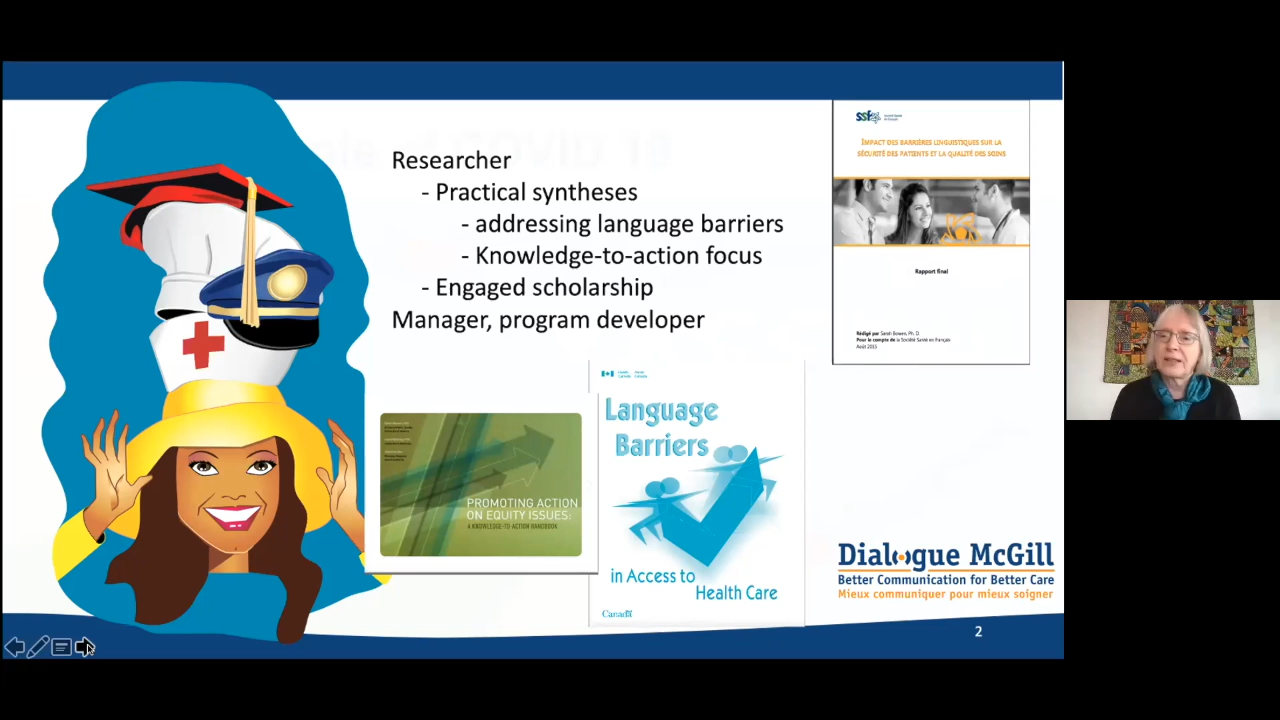 Researcher
- Practical syntheses
- addressing language barriers
- Knowledge-to-action focus
- Engaged scholarship
Manager, program developer
ssf
IMPACT DES BARRIÈRES LINGUISTIQUES SUR LA
SÉCURITÉ DES PATIENTS ET LA QUALITÉ DES SOINS
Rapport final
Rédigé par Sarah Bowen, Ph. D.
Pour le compte de la Société Santé en français
Août 2015
PROMOTING ACTION
ON EQUITY ISSUES:
A KNOWLEDGE-TO-ACTION HANDBOOK
Health Santé
Canada Canada
Language
Barriers
in Access to
Health Care
Canada
Dialogue McGill
Better Communication for Better Care
Mieux communiquer pour mieux soigner
2